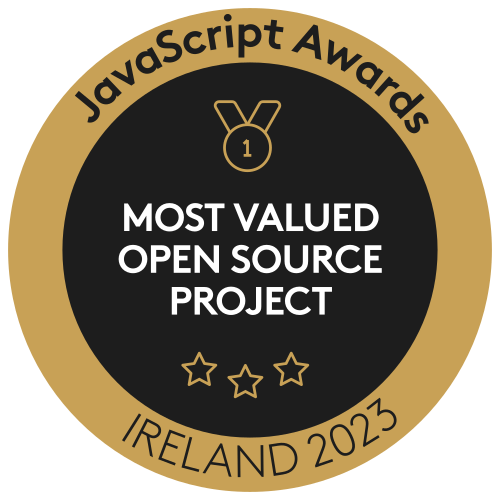 JavaScript Awards
1
MOST VALUED
OPEN SOURCE
PROJECT
IRELAND 2023